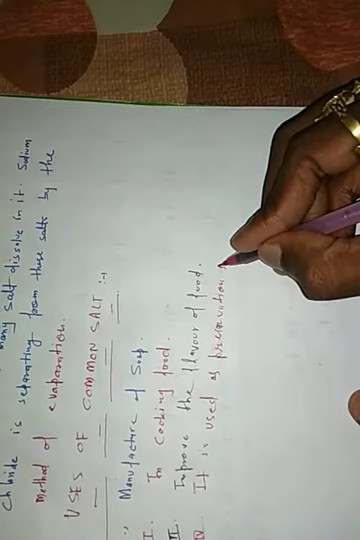 many salt dissolve in it. Sodium
Chloride is separating from these salts by the
Method of evaporation.
USES OF COMMON SALT :-
I. Manufacture of Soap.
II. In Cooking food.
III. Improve the flavour of food.
IV. It is used as preservation